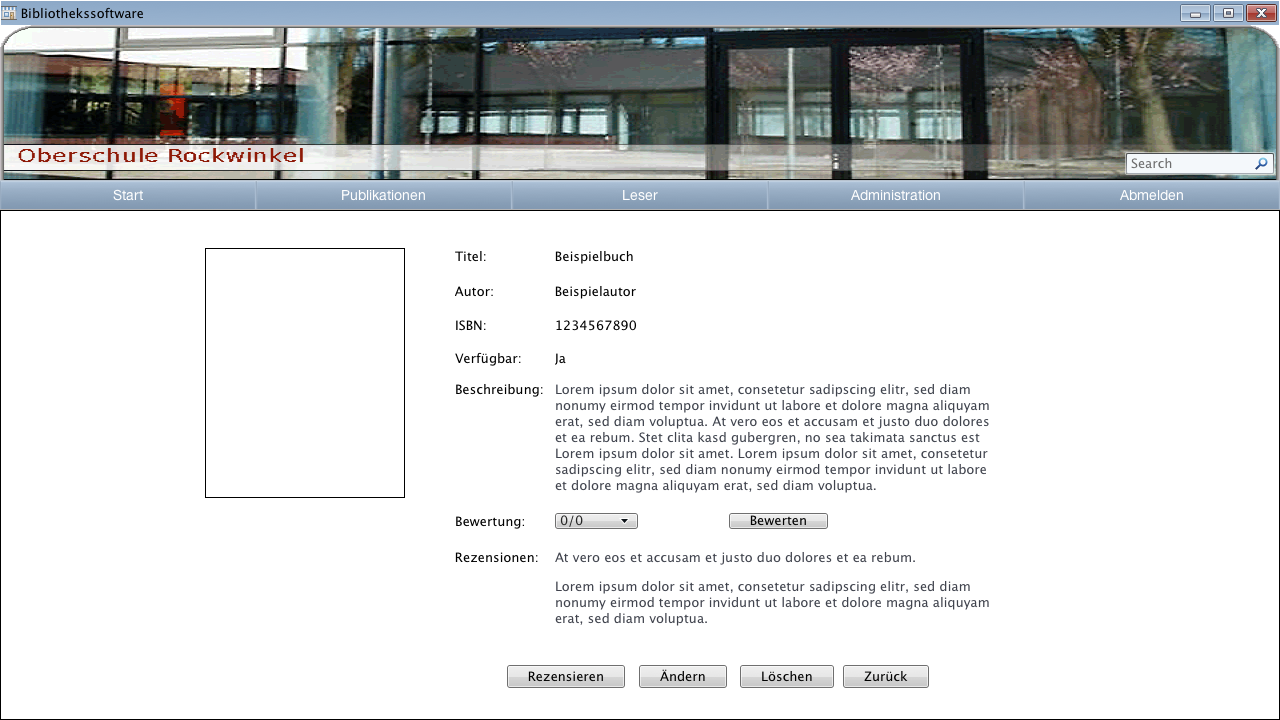 Bibliothekssoftware
Oberschule Rockwinkel
Search
Start Publikationen Leser Administration Abmelden
Titel: Beispielbuch
Autor: Beispielautor
ISBN: 1234567890
Verfügbar: Ja
Beschreibung: Lorem ipsum dolor sit amet, consetetur sadipscing elitr, sed diam
nonumy eirmod tempor invidunt ut labore et dolore magna aliquyam
erat, sed diam voluptua. At vero eos et accusam et justo duo dolores
et ea rebum. Stet clita kasd gubergren, no sea takimata sanctus est
Lorem ipsum dolor sit amet. Lorem ipsum dolor sit amet, consetetur
sadipscing elitr, sed diam nonumy eirmod tempor invidunt ut labore
et dolore magna aliquyam erat, sed diam voluptua.
Bewertung: 0/0 Bewerten
Rezensionen: At vero eos et accusam et justo duo dolores et ea rebum.
Lorem ipsum dolor sit amet, consetetur sadipscing elitr, sed diam
nonumy eirmod tempor invidunt ut labore et dolore magna aliquyam
erat, sed diam voluptua.
Rezensieren Ändern Löschen Zurück